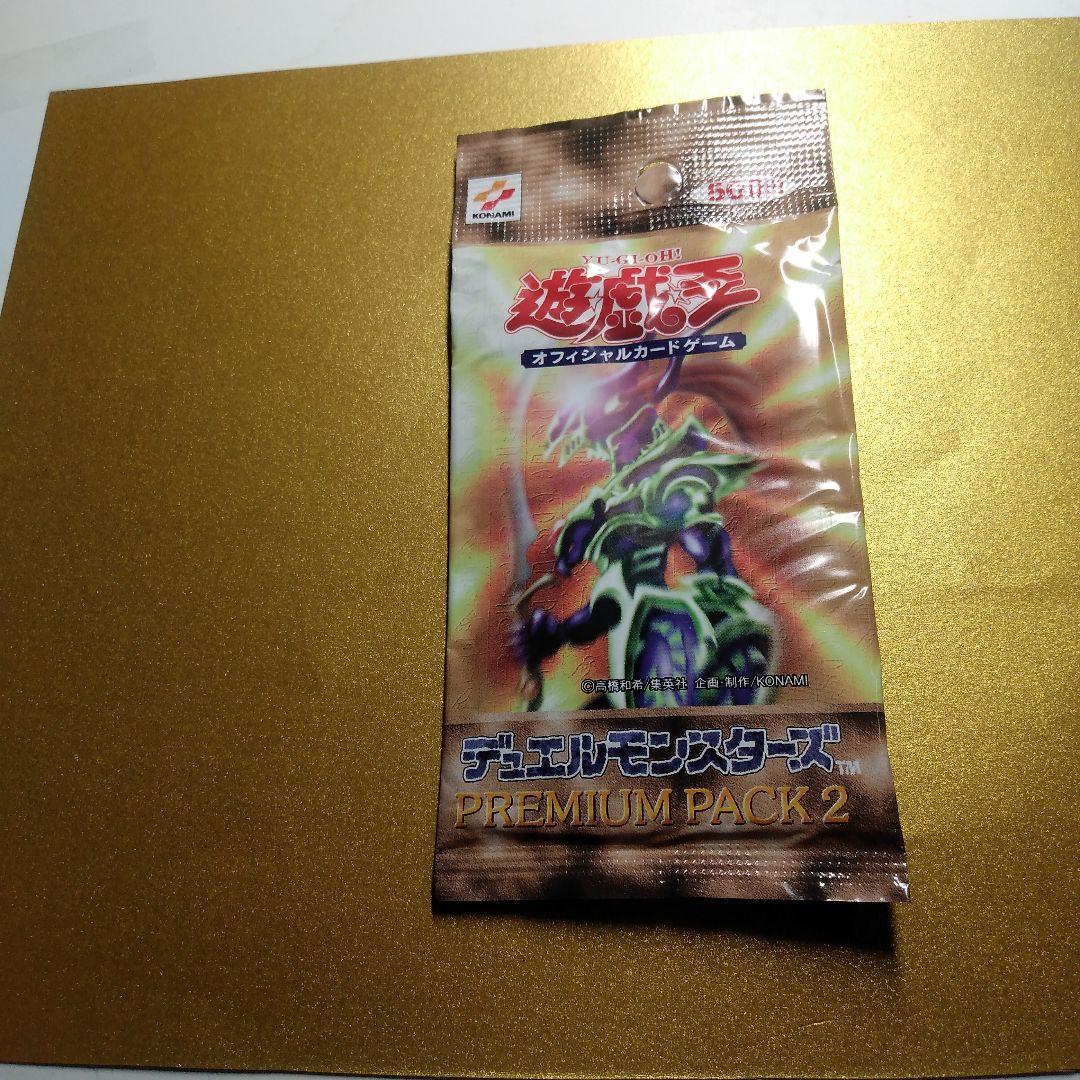 KONAMI
YU-GI-OH!
遊☆戯☆王
オフィシャルカードゲーム
©高橋和希/集英社 企画・制作/KONAMI
デュエルモンスターズ™
PREMIUM PACK 2